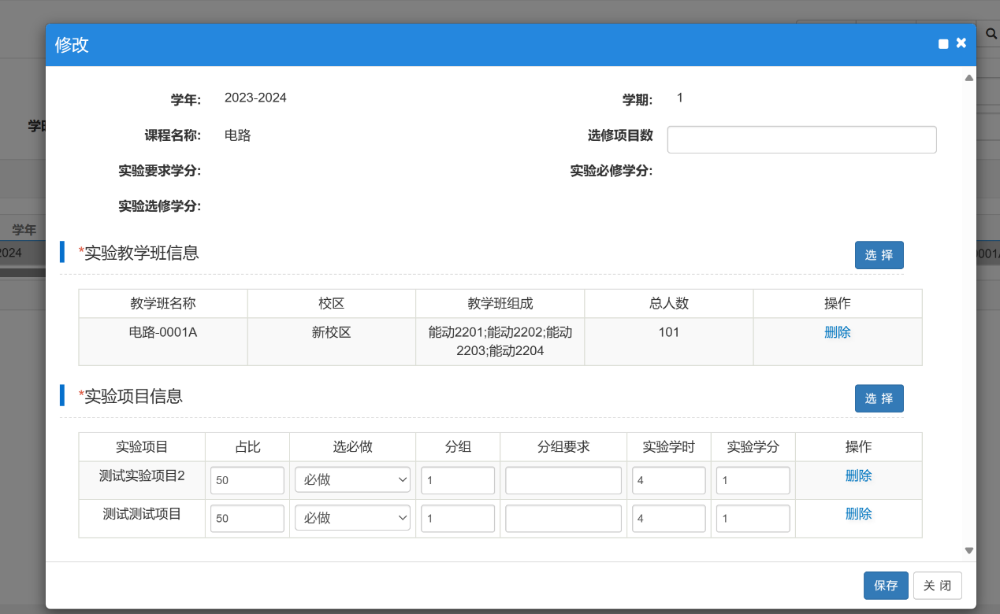 修改
学年: 2023-2024 学期: 1
学时
课程名称: 电路 选修项目数
实验要求学分: 实验必修学分:
实验选修学分:
学年
2024
*实验教学班信息 选 择
0001A
教学班名称 校区 教学班组成 总人数 操作
电路-0001A 新校区 能动2201;能动2202;能动 101 删除
2203;能动2204
*实验项目信息 选 择
实验项目 占比 选必做 分组 分组要求 实验学时 实验学分 操作
测试实验项目2 50 必做 1 4 1 删除
测试测试项目 50 必做 1 4 1 删除
保存 关 闭